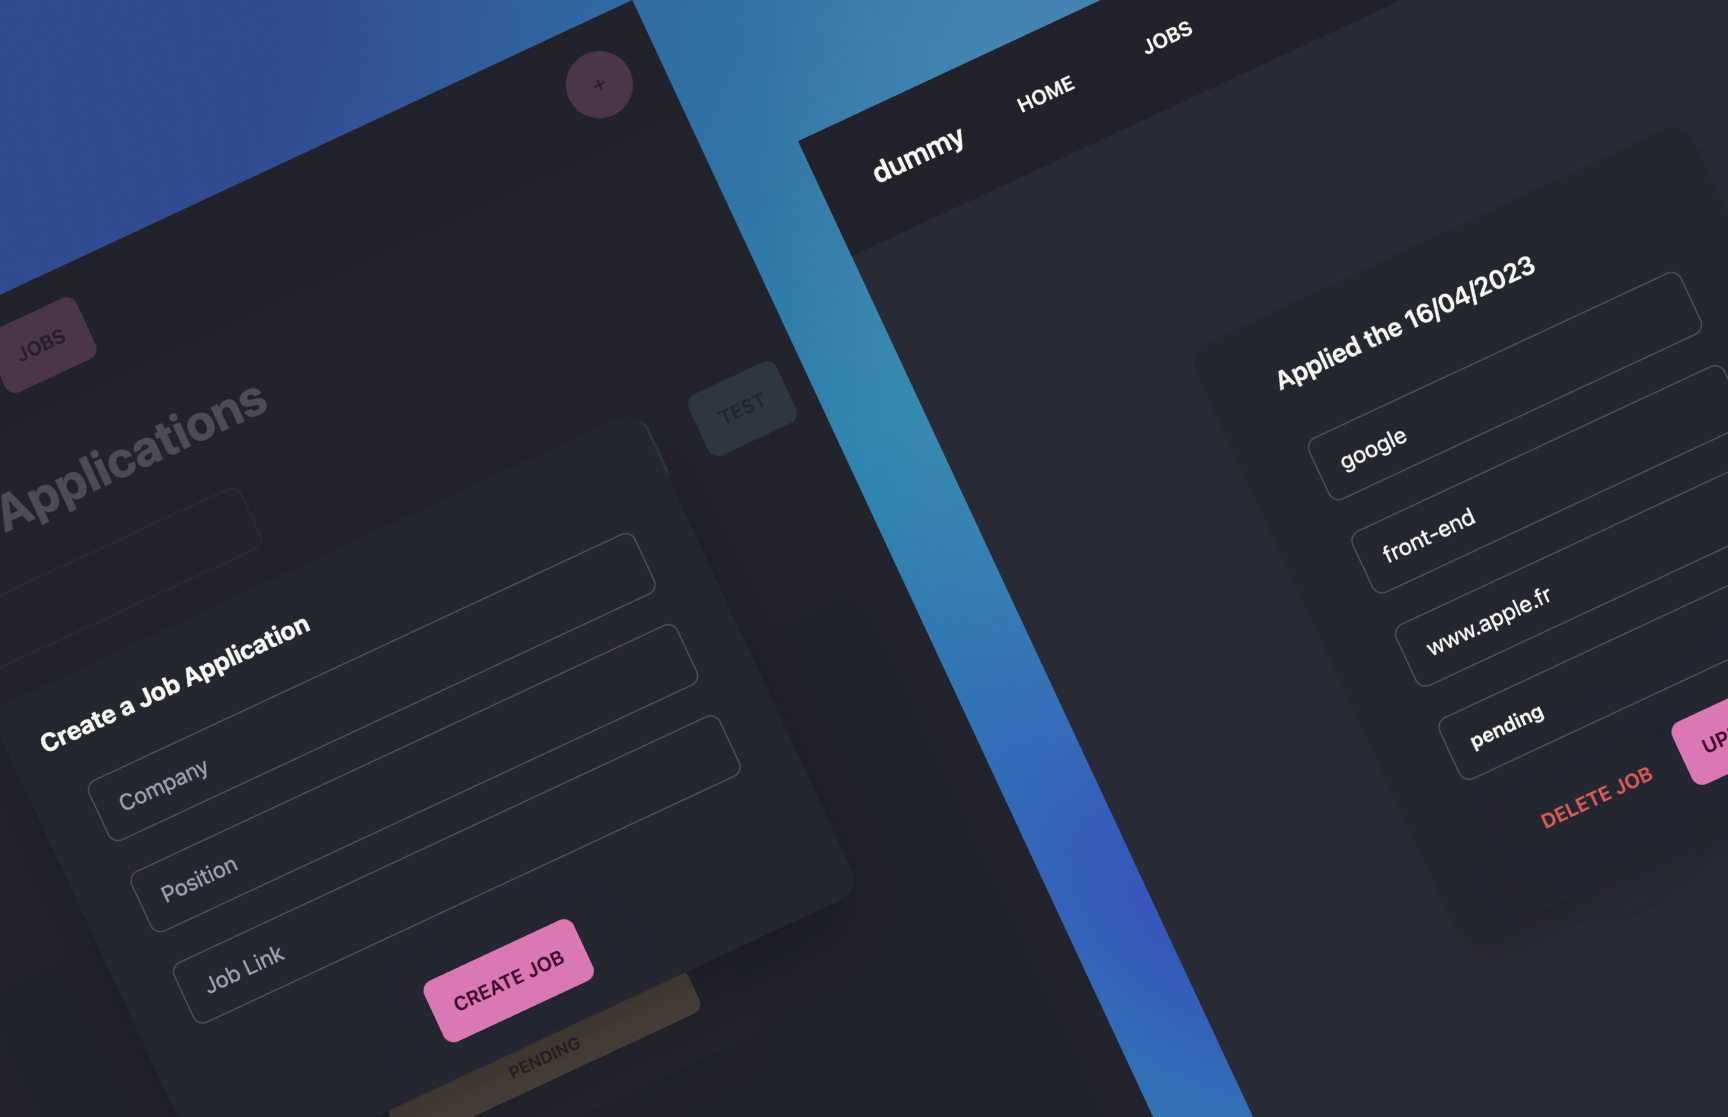 +
JOBS
Applications
TEST
Create a Job Application
Company
Position
Job Link
CREATE JOB
PENDING
dummy
HOME
JOBS
Applied the 16/04/2023
google
front-end
www.apple.fr
pending
DELETE JOB
UP